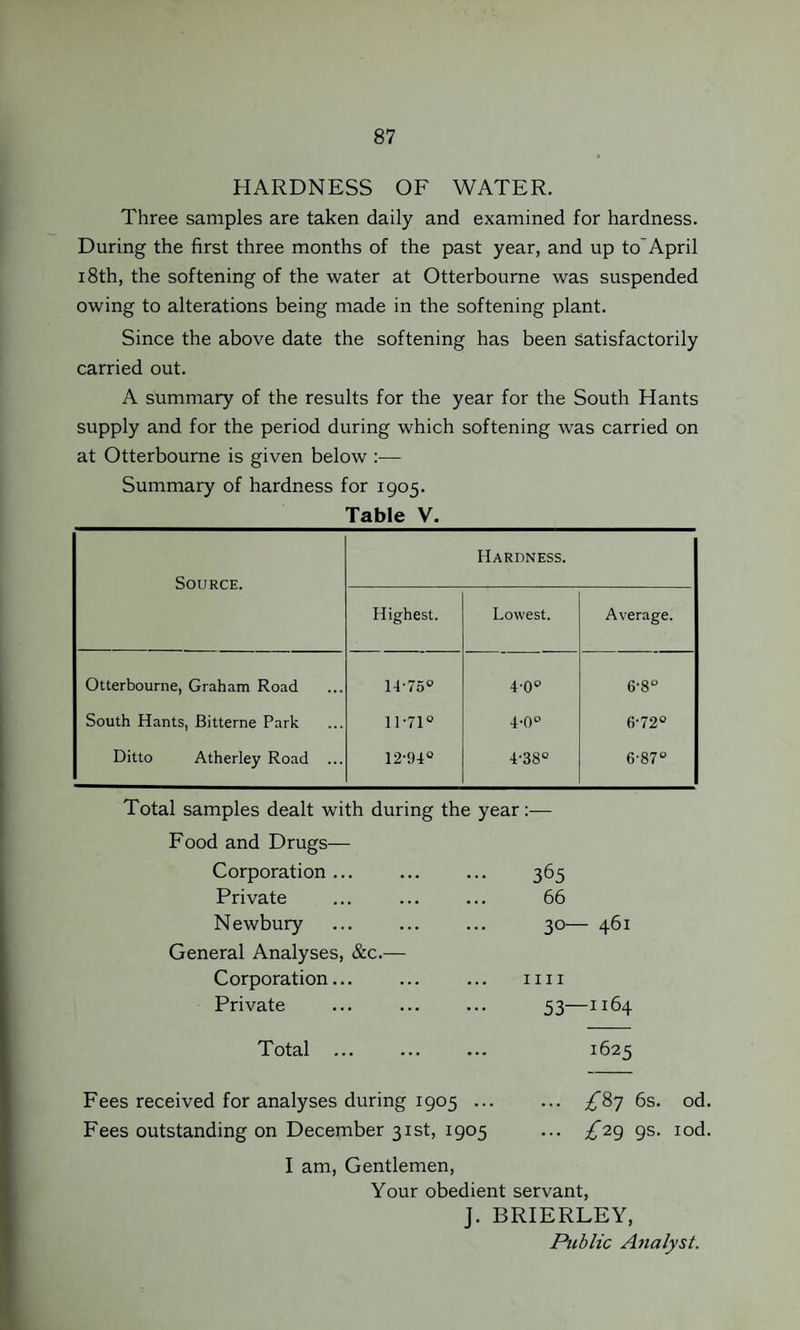 87
HARDNESS OF WATER.
Three samples are taken daily and examined for hardness.
During the first three months of the past year, and up to April
18th, the softening of the water at Otterbourne was suspended
owing to alterations being made in the softening plant.
Since the above date the softening has been satisfactorily
carried out.
A summary of the results for the year for the South Hants
supply and for the period during which softening was carried on
at Otterbourne is given below :—
Summary of hardness for 1905.
Table V.
Source. Hardness.
Highest. Lowest. Average.
Otterbourne, Graham Road ... 14·75° 4·0° 6·8°
South Hants, Bitterne Park ... 11·71° 4·0° 6·72°
Ditto Atherley Road ... 12·94° 4·38° 6·87°
Total samples dealt with during the year :—
Food and Drugs—
Corporation ... ... ... 365
Private ... ... ... 66
Newbury ... ... ... 30— 461
General Analyses, &c.—
Corporation ... ... ... 1111
Private ... ... ... 53—1164
Total ... ... ... 1625
Fees received for analyses during 1905 ... ... £87 6s. 0d.
Fees outstanding on December 31st, 1905 ... £29 9s. 10d.
I am, Gentlemen,
Your obedient servant,
J. BRIERLEY,
Public Analyst.